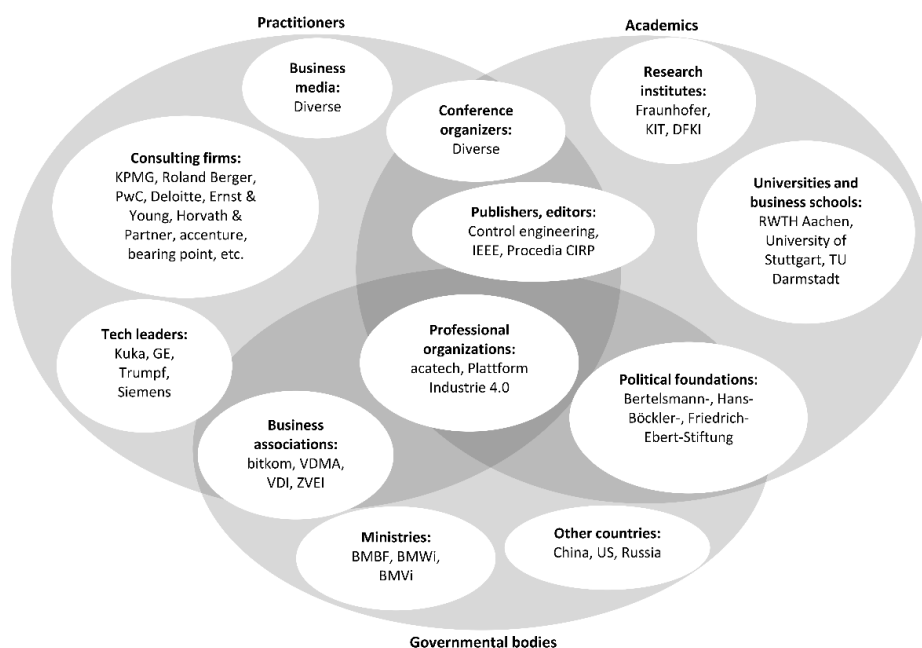 Practitioners
Academics
Business
media:
Diverse
Conference
organizers:
Diverse
Research
institutes:
Fraunhofer,
KIT, DFKI
Consulting firms:
KPMG, Roland Berger,
PwC, Deloitte, Ernst &
Young, Horvath &
Partner, accenture,
bearing point, etc.
Publishers, editors:
Control engineering,
IEEE, Procedia CIRP
Universities and
business schools:
RWTH Aachen,
University of
Stuttgart, TU
Darmstadt
Tech leaders:
Kuka, GE,
Trumpf,
Siemens
Professional
organizations:
acatech, Plattform
Industrie 4.0
Political foundations:
Bertelsmann-, Hans-
Böckler-, Friedrich-
Ebert-Stiftung
Business
associations:
bitkom, VDMA,
VDI, ZVEI
Ministries:
BMBF, BMWi,
BMVi
Other countries:
China, US, Russia
Governmental bodies